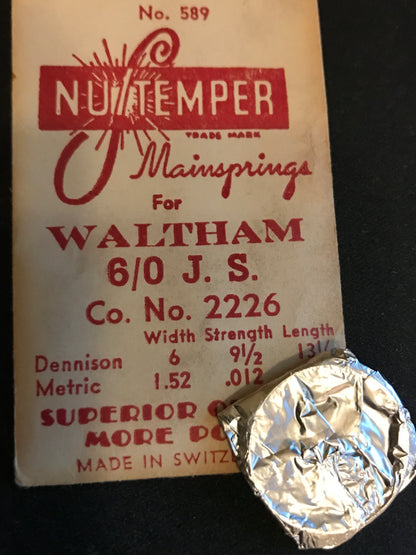 No. 589
NU/TEMPER
TRADE MARK
Mainsprings
For
WALTHAM
6/0 J. S.
Co. No. 2226
Width Strength Length
Dennison 6 9½
Metric 1.52 .012
SUPERIOR
MORE
MADE IN